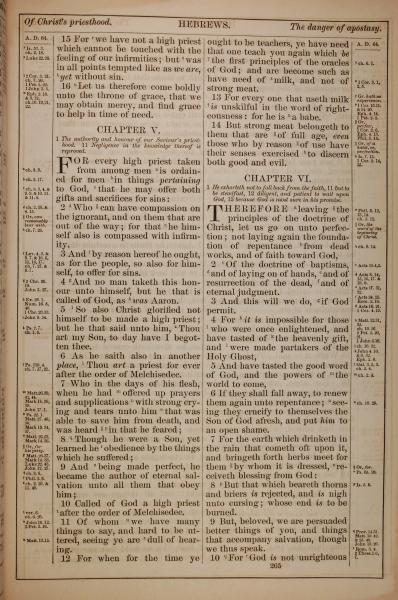 Of Christ's priesthood.
HEBREWS.
The danger of apostasy.
A. D. 64.
15 For we have not a high priest
which cannot be touched with the
feeling of our infirmities; but was
in all points tempted like as we are,
yet without sin.
16 Let us therefore come boldly
unto the throne of grace, that we
may obtain mercy, and find grace
to help in time of need.
CHAPTER V.
1 The authority and honour of our Saviour's priest-
hood. 11 Negligence in the knowledge thereof is
reproved.
FOR every high priest taken
from among men is ordain-
ed for men in things pertaining
to God, that he may offer both
gifts and sacrifices for sins:
2 Who can have compassion on
the ignorant, and on them that are
out of the way; for that he him-
self also is compassed with infirm-
ity.
3 And by reason hereof he ought,
as for the people, so also for him-
self, to offer for sins.
4 And no man taketh this hon-
our unto himself, but he that is
called of God, as was Aaron.
5 So also Christ glorified not
himself to be made a high priest;
but he that said unto him, Thou
art my Son, to day have I begot-
ten thee.
6 As he saith also in another
place, Thou art a priest for ever
after the order of Melchisedec.
7 Who in the days of his flesh,
when he had offered up prayers
and supplications with strong cry-
ing and tears unto him that was
able to save him from death, and
was heard in that he feared;
8 Though he were a Son, yet
learned he obedience by the things
which he suffered;
9 And being made perfect, he
became the author of eternal sal-
vation unto all them that obey
him;
10 Called of God a high priest
after the order of Melchisedec.
11 Of whom we have many
things to say, and hard to be ut-
tered, seeing ye are dull of hear-
ing.
12 For when for the time ye
ought to be teachers, ye have need
that one teach you again which be
the first principles of the oracles
of God; and are become such as
have need of milk, and not of
strong meat.
13 For every one that useth milk
is unskilful in the word of right-
eousness: for he is a babe.
14 But strong meat belongeth to
them that are of full age, even
those who by reason of use have
their senses exercised to discern
both good and evil.
CHAPTER VI.
1 He exhorteth not to fall back from the faith, 11 but to
be steadfast, 12 diligent, and patient to wait upon
God, 13 because God is most sure in his promise.
THEREFORE leaving the
principles of the doctrine of
Christ, let us go on unto perfec-
tion; not laying again the founda-
tion of repentance from dead
works, and of faith toward God,
2 Of the doctrine of baptisms,
and of laying on of hands, and of
resurrection of the dead, and of
eternal judgment.
3 And this will we do, if God
permit.
4 For it is impossible for those
who were once enlightened, and
have tasted of the heavenly gift,
and were made partakers of the
Holy Ghost,
5 And have tasted the good word
of God, and the powers of the
world to come,
6 If they shall fall away, to renew
them again unto repentance; see-
ing they crucify to themselves the
Son of God afresh, and put him to
an open shame.
7 For the earth which drinketh in
the rain that cometh oft upon it,
and bringeth forth herbs meet for
them by whom it is dressed, re-
ceiveth blessing from God:
8 But that which beareth thorns
and briers is rejected, and is nigh
unto cursing; whose end is to be
burned.
9 But, beloved, we are persuaded
better things of you, and things
that accompany salvation, though
we thus speak.
10 For God is not unrighteous
A. D. 64.
265